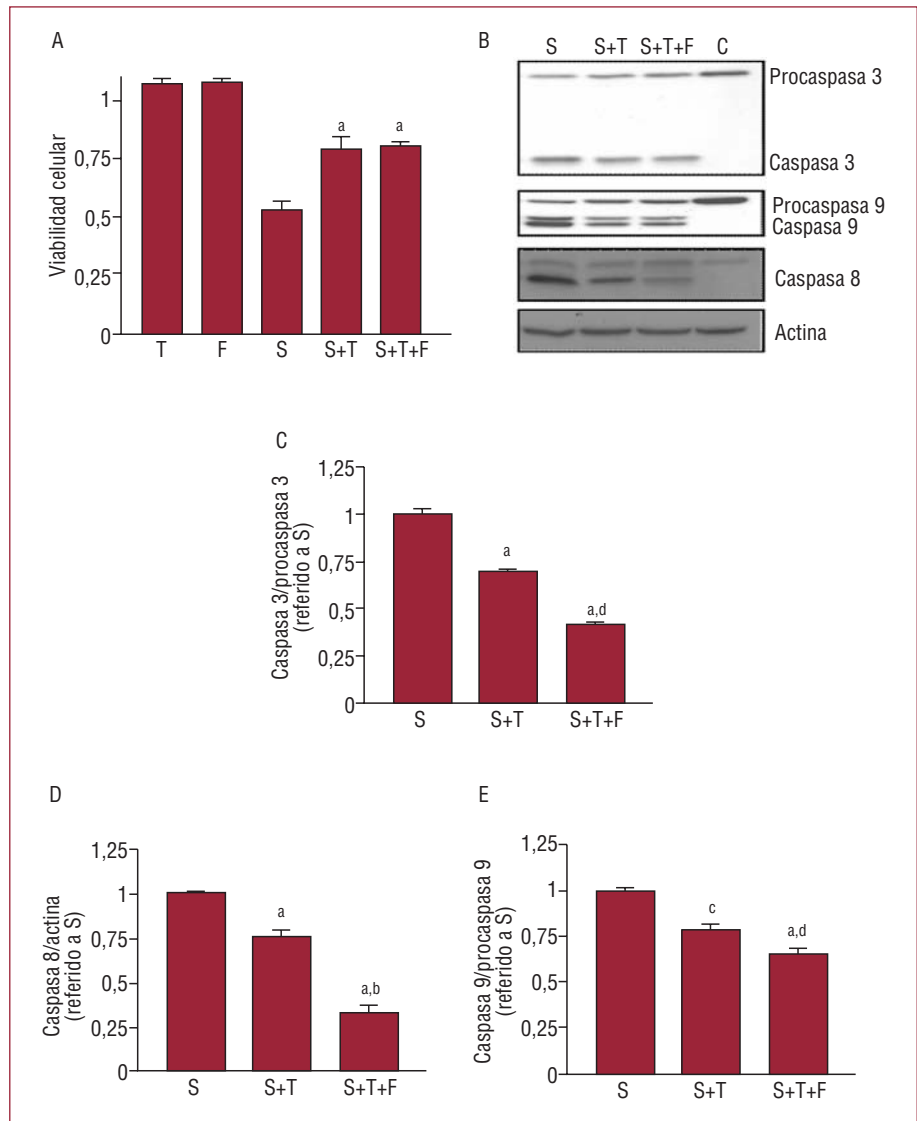 A
Viabilidad celular
1
0,75
0,5
0,25
0
a
a
T F S S+T S+T+F
B
S S+T S+T+F C
Procaspasa 3
Caspasa 3
Procaspasa 9
Caspasa 9
Caspasa 8
Actina
C
Caspasa 3/procaspasa 3
(referido a S)
1,25
1
0,75
0,5
0,25
0
a
a,d
S S+T S+T+F
D
Caspasa 8/actina
(referido a S)
1,25
1
0,75
0,5
0,25
0
a
a,b
S S+T S+T+F
E
Caspasa 9/procaspasa 9
(referido a S)
1,25
1
0,75
0,5
0,25
0
c
a,d
S S+T S+T+F